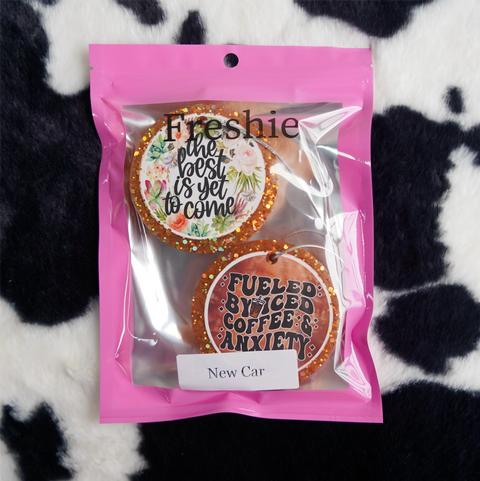 Freshie
the
best
is yet
to come
FUELED
BY ICED
COFFEE &
ANXIETY
New Car